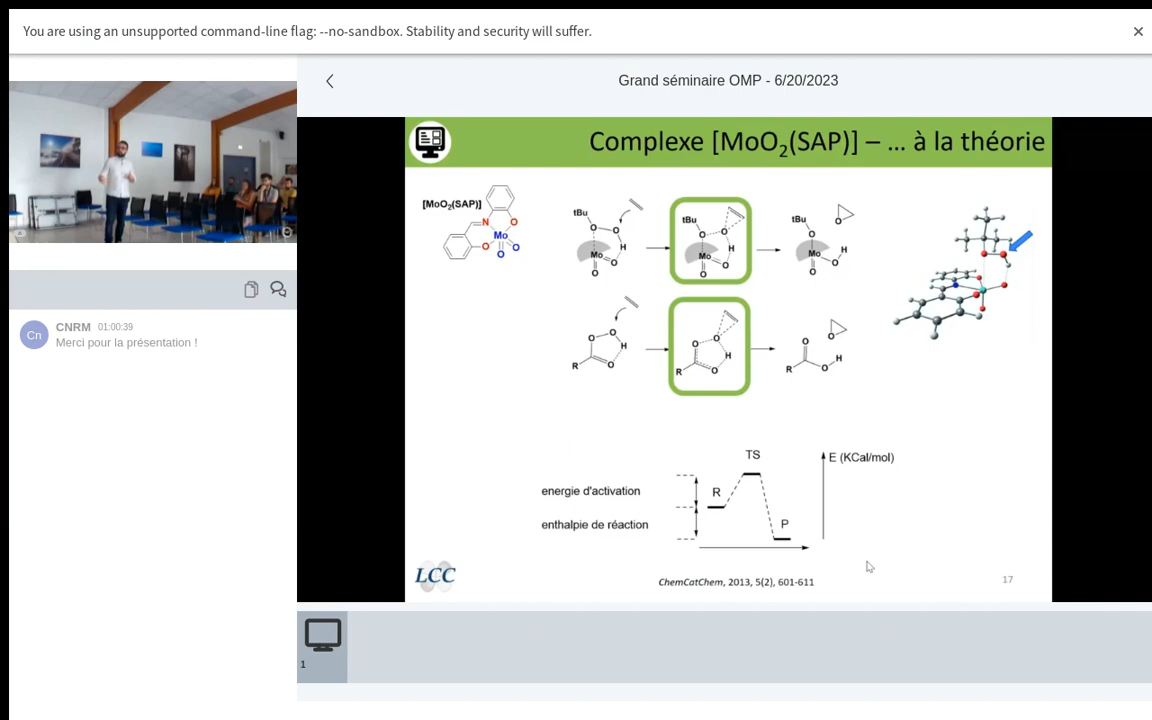 You are using an unsupported command-line flag: --no-sandbox. Stability and security will suffer.
Grand séminaire OMP - 6/20/2023
Complexe [MoO₂(SAP)] – ... à la théorie
[MoO₂(SAP)]
N
O
Mo
O
O
O
tBu
O
O
H
Mo
O
O
tBu
O
O
H
Mo
O
O
O
tBu
O
H
Mo
O
O
O
O
H
R
O
O
O
H
R
O
O
O
H
R
O
TS
E (KCal/mol)
energie d'activation
R
enthalpie de réaction
P
LCC
ChemCatChem, 2013, 5(2), 601-611
17
Cn
CNRM 01:00:39
Merci pour la présentation !
1